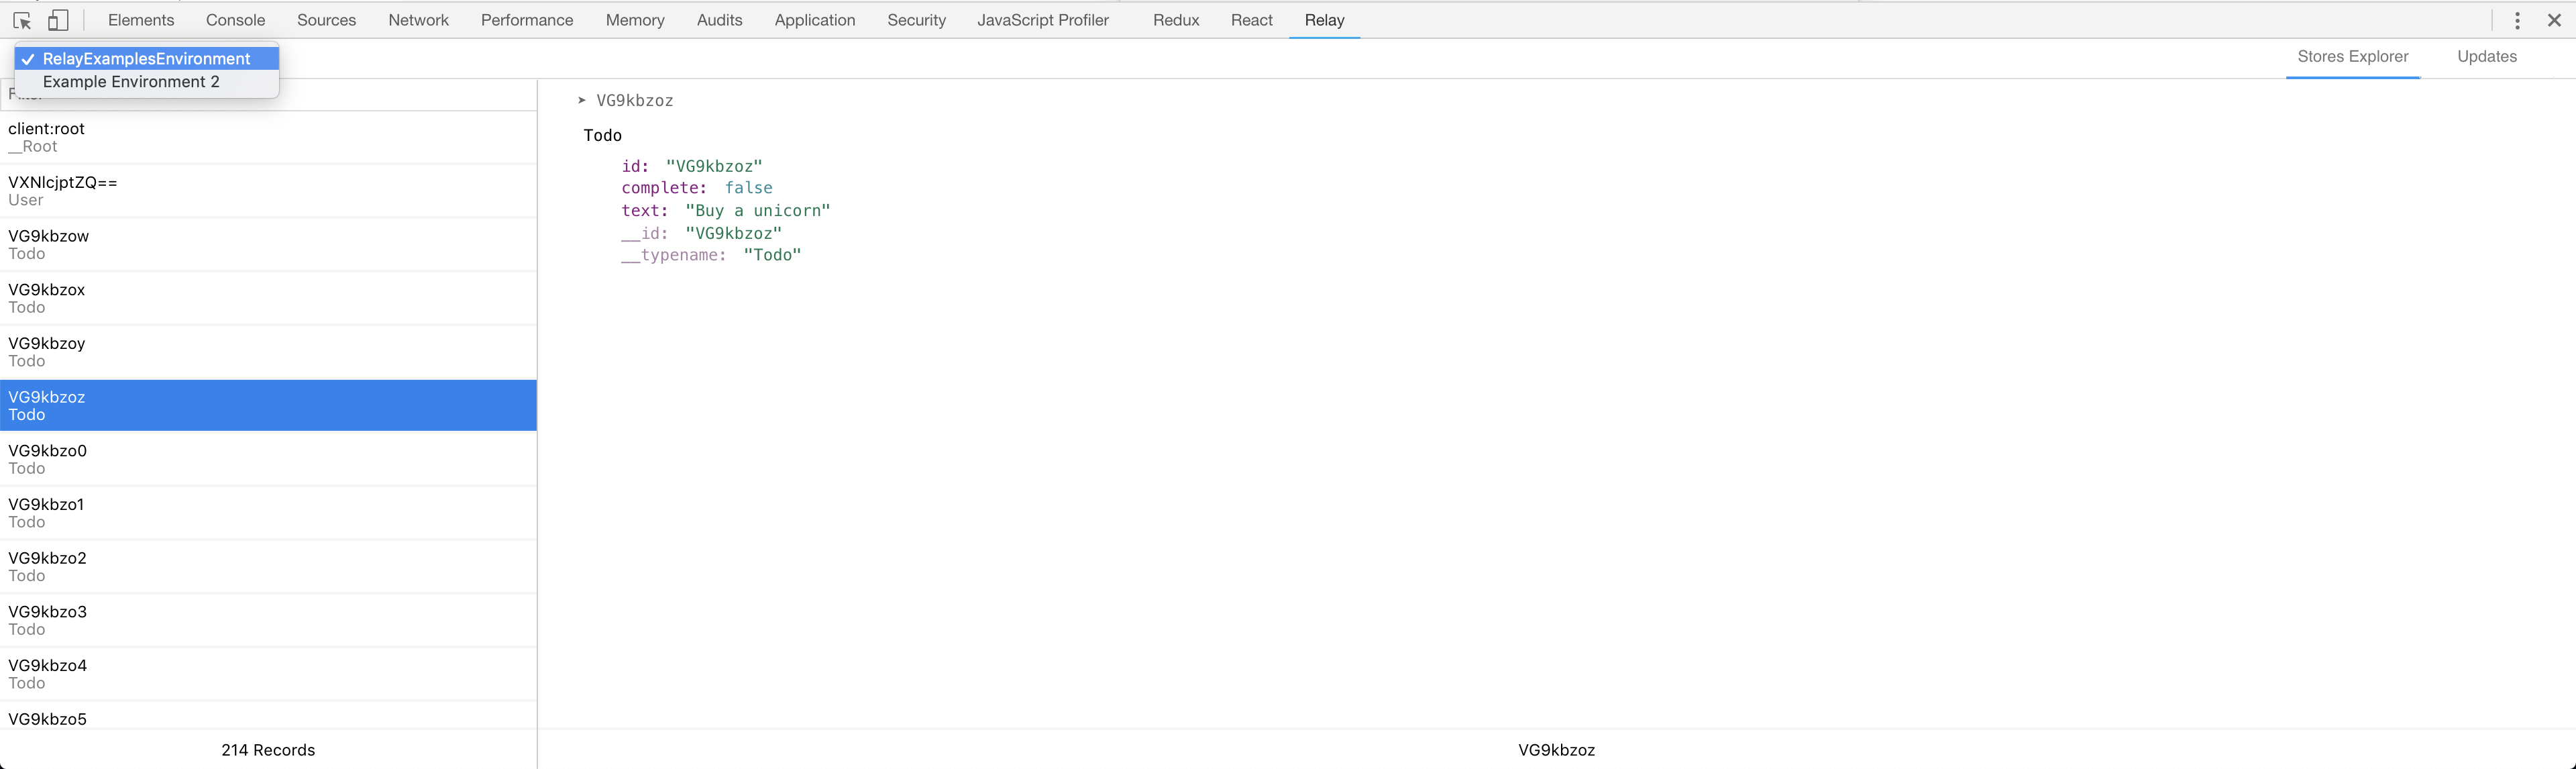 Elements Console Sources Network Performance Memory Audits Application Security JavaScript Profiler Redux React Relay
RelayExamplesEnvironment
Example Environment 2
Stores Explorer Updates
client:root
__Root
VXNlcjptZQ==
User
VG9kbzow
Todo
VG9kbzox
Todo
VG9kbzoy
Todo
VG9kbzoz
Todo
VG9kbzo0
Todo
VG9kbzo1
Todo
VG9kbzo2
Todo
VG9kbzo3
Todo
VG9kbzo4
Todo
VG9kbzo5
214 Records
VG9kbzoz
Todo
id: "VG9kbzoz"
complete: false
text: "Buy a unicorn"
__id: "VG9kbzoz"
__typename: "Todo"
VG9kbzoz